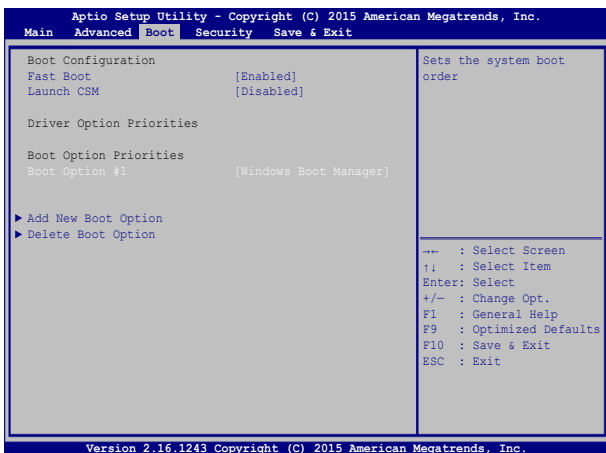 Aptio Setup Utility - Copyright (C) 2015 American Megatrends, Inc.
Main Advanced Boot Security Save & Exit
Boot Configuration
Fast Boot [Enabled]
Launch CSM [Disabled]
Driver Option Priorities
Boot Option Priorities
Boot Option #1 [Windows Boot Manager]
▶ Add New Boot Option
▶ Delete Boot Option
Sets the system boot
order
→← : Select Screen
↑↓ : Select Item
Enter: Select
+/— : Change Opt.
F1 : General Help
F9 : Optimized Defaults
F10 : Save & Exit
ESC : Exit
Version 2.16.1243 Copyright (C) 2015 American Megatrends, Inc.